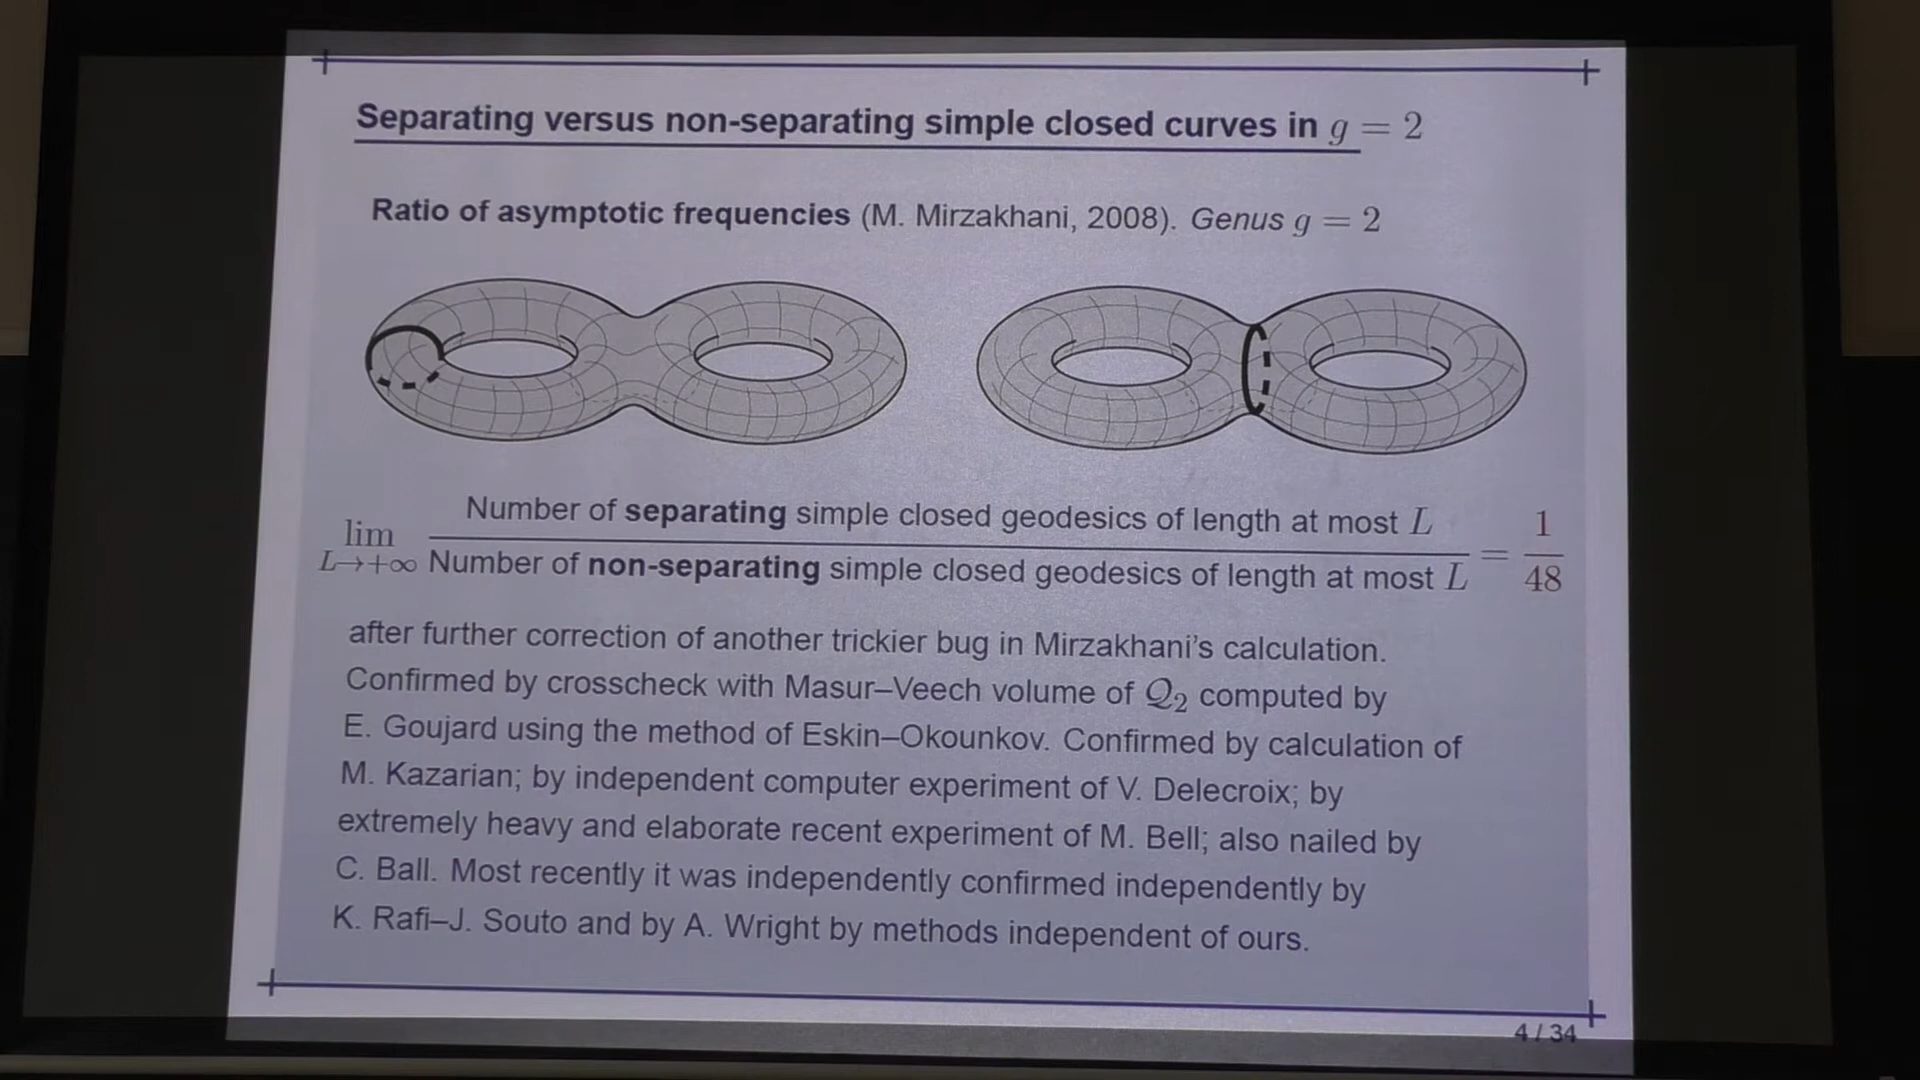 Separating versus non-separating simple closed curves in g = 2
Ratio of asymptotic frequencies (M. Mirzakhani, 2008). Genus g = 2
lim L→+∞ Number of separating simple closed geodesics of length at most L / Number of non-separating simple closed geodesics of length at most L = 1/48
after further correction of another trickier bug in Mirzakhani's calculation.
Confirmed by crosscheck with Masur–Veech volume of Q₂ computed by
E. Goujard using the method of Eskin–Okounkov. Confirmed by calculation of
M. Kazarian; by independent computer experiment of V. Delecroix; by
extremely heavy and elaborate recent experiment of M. Bell; also nailed by
C. Ball. Most recently it was independently confirmed independently by
K. Rafi–J. Souto and by A. Wright by methods independent of ours.
4 / 34